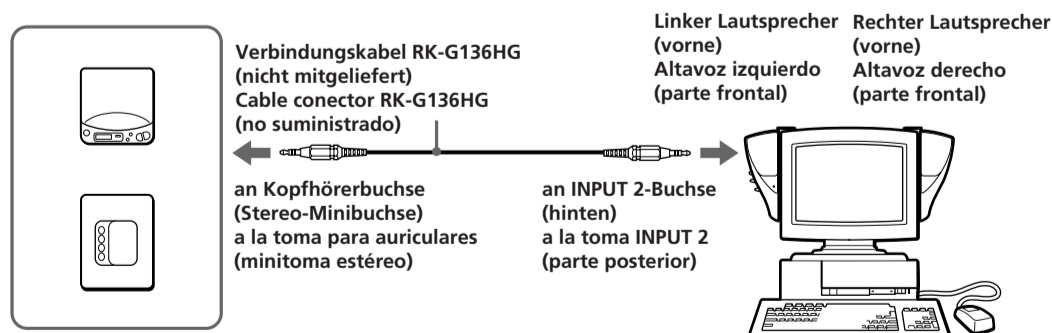 Verbindungskabel RK-G136HG
(nicht mitgeliefert)
Cable conector RK-G136HG
(no suministrado)
Linker Lautsprecher
(vorne)
Altavoz izquierdo
(parte frontal)
Rechter Lautsprecher
(vorne)
Altavoz derecho
(parte frontal)
an Kopfhörerbuchse
(Stereo-Minibuchse)
a la toma para auriculares
(minitoma estéreo)
an INPUT 2-Buchse
(hinten)
a la toma INPUT 2
(parte posterior)